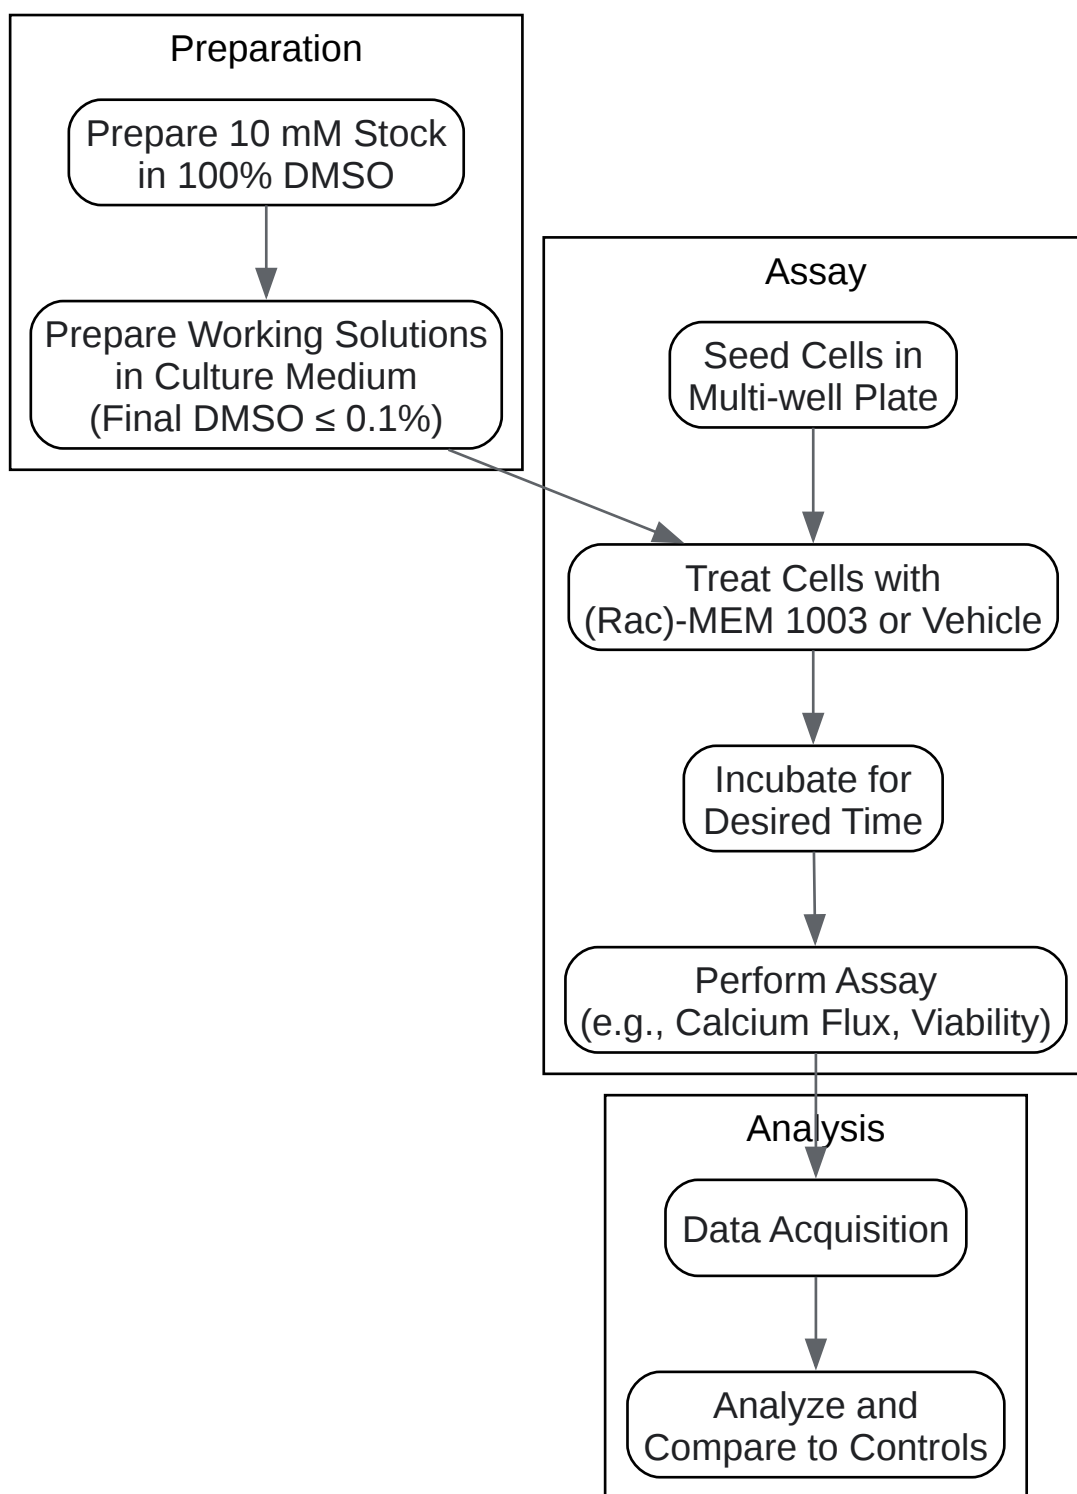 Preparation
Prepare 10 mM Stock
in 100% DMSO
Prepare Working Solutions
in Culture Medium
(Final DMSO ≤ 0.1%)
Assay
Seed Cells in
Multi-well Plate
Treat Cells with
(Rac)-MEM 1003 or Vehicle
Incubate for
Desired Time
Perform Assay
(e.g., Calcium Flux, Viability)
Analysis
Data Acquisition
Analyze and
Compare to Controls